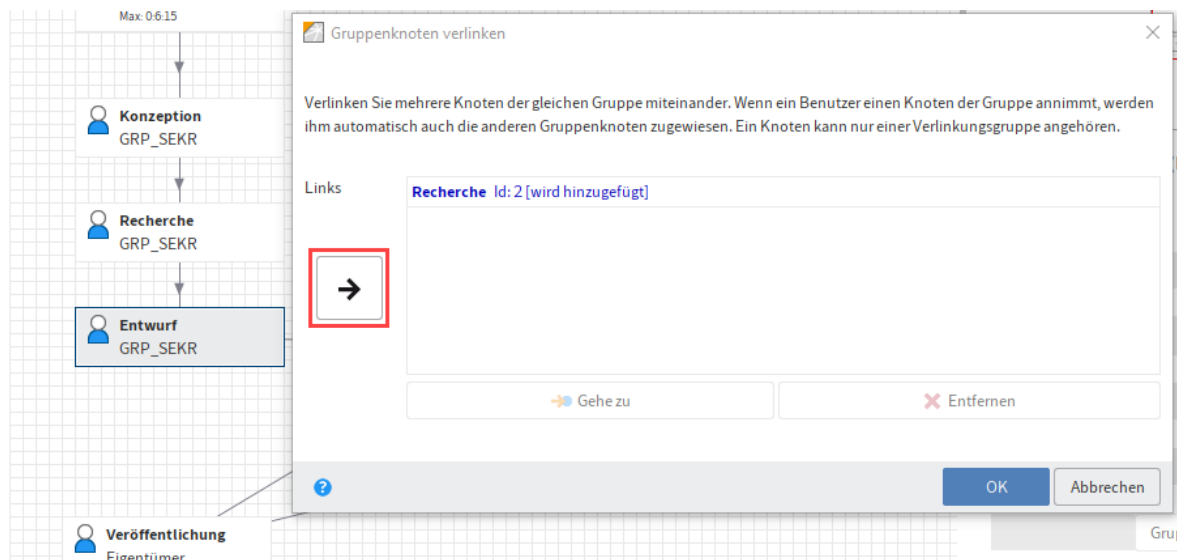 Max: 0:6:15
Konzeption
GRP_SEKR
Recherche
GRP_SEKR
Entwurf
GRP_SEKR
Veröffentlichung
Eigentümer
Gruppenknoten verlinken
Verlinken Sie mehrere Knoten der gleichen Gruppe miteinander. Wenn ein Benutzer einen Knoten der Gruppe annimmt, werden
ihm automatisch auch die anderen Gruppenknoten zugewiesen. Ein Knoten kann nur einer Verlinkungsgruppe angehören.
Links
Recherche Id: 2 [wird hinzugefügt]
Gehe zu
Entfernen
OK
Abbrechen